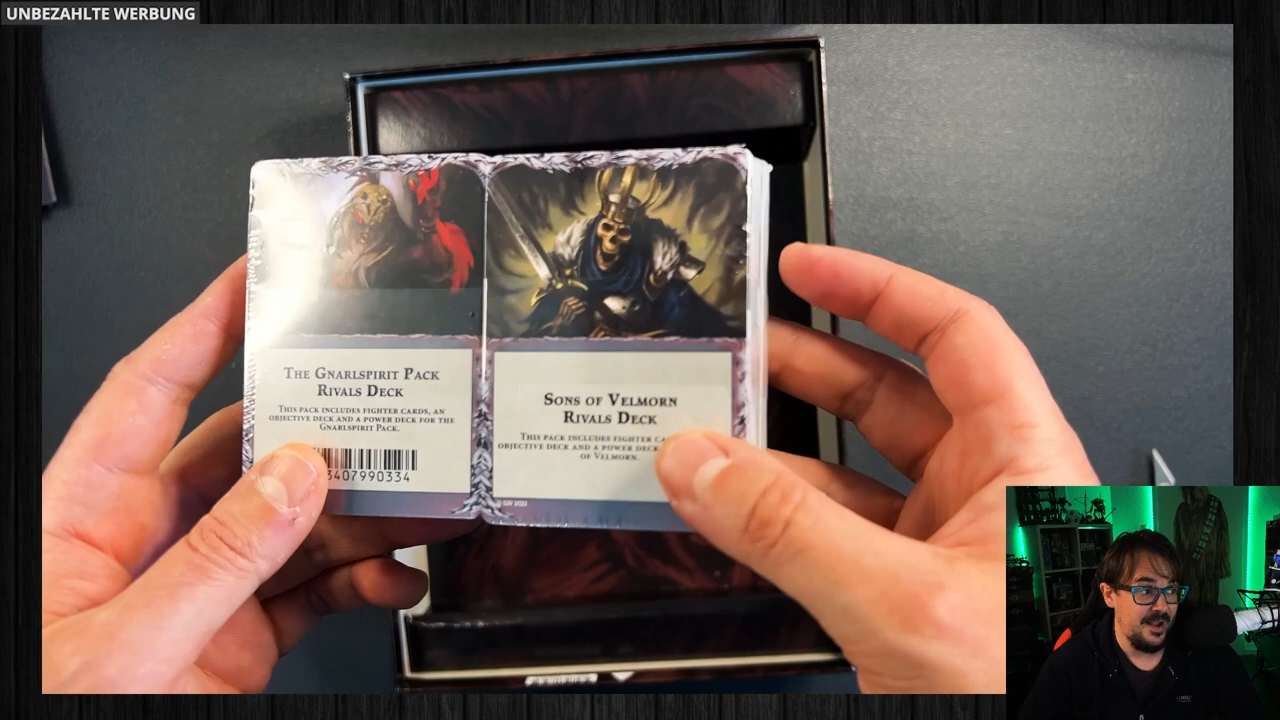 UNBEZAHLTE WERBUNG
The Gnarlspirit Pack
Rivals Deck
This pack includes fighter cards, an
objective deck and a power deck for the
Gnarlspirit Pack.
3407990334
Sons of Velmorn
Rivals Deck
This pack includes fighter
objective deck and a power deck
of Velmorn.
© GW 2022